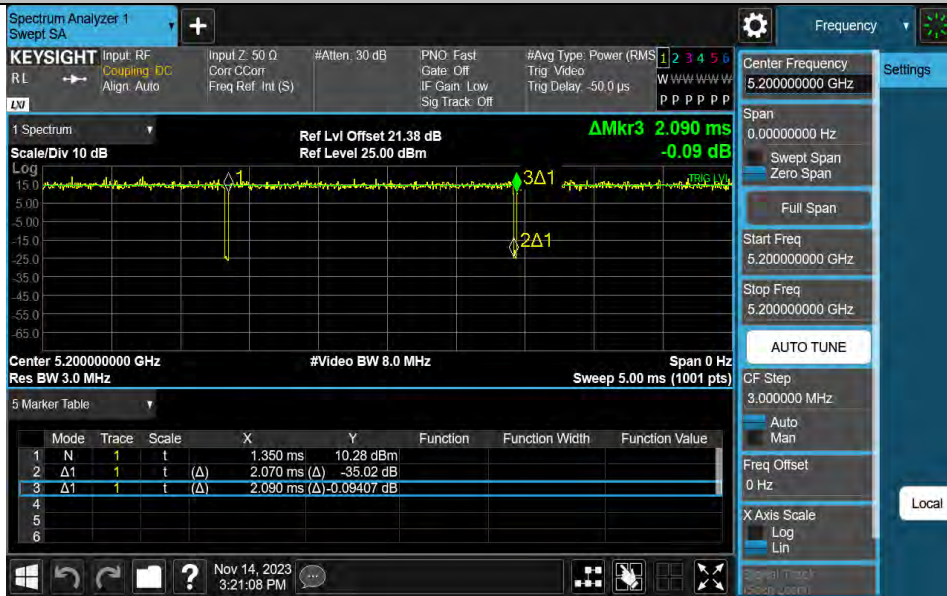 Spectrum Analyzer 1
Swept SA
+
Frequency
KEYSIGHT
RL
LXI
Input: RF
Coupling: DC
Align: Auto
Input Z: 50 Ω
Corr CCorr
Freq Ref: Int (S)
#Atten: 30 dB
PNO: Fast
Gate: Off
IF Gain: Low
Sig Track: Off
#Avg Type: Power (RMS
Trig: Video
Trig Delay: -50.0 µs
1 2 3 4 5 6
W W W W W W
P P P P P P
1 Spectrum
Scale/Div 10 dB
Ref Lvl Offset 21.38 dB
Ref Level 25.00 dBm
ΔMkr3 2.090 ms
-0.09 dB
Log
15.0
5.00
-5.00
-15.0
-25.0
-35.0
-45.0
-55.0
-65.0
1
3Δ1
TRIG LVL
2Δ1
Center 5.200000000 GHz
Res BW 3.0 MHz
#Video BW 8.0 MHz
Span 0 Hz
Sweep 5.00 ms (1001 pts)
5 Marker Table
Mode Trace Scale X Y Function Function Width Function Value
1 N 1 t 1.350 ms 10.28 dBm
2 Δ1 1 t (Δ) 2.070 ms (Δ) -35.02 dB
3 Δ1 1 t (Δ) 2.090 ms (Δ) -0.09407 dB
4
5
6
?
Nov 14, 2023
3:21:08 PM
Center Frequency
5.200000000 GHz
Span
0.00000000 Hz
Swept Span
Zero Span
Full Span
Start Freq
5.200000000 GHz
Stop Freq
5.200000000 GHz
AUTO TUNE
CF Step
3.000000 MHz
Auto
Man
Freq Offset
0 Hz
X Axis Scale
Log
Lin
Signal Track
(Span Zoom)
Settings
Local